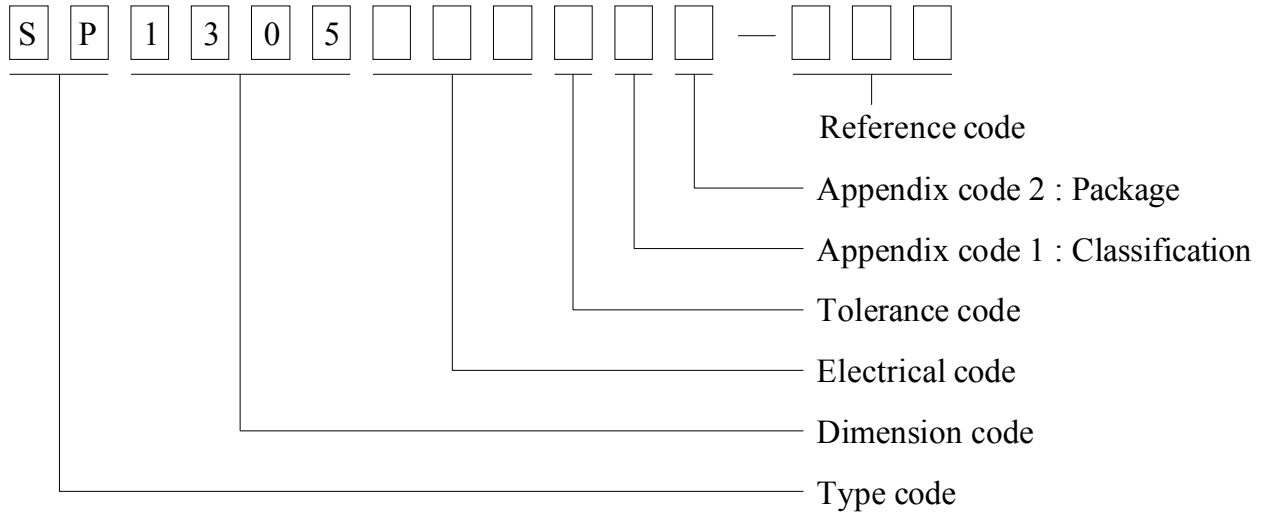 S P 1 3 0 5 —
Reference code
Appendix code 2 : Package
Appendix code 1 : Classification
Tolerance code
Electrical code
Dimension code
Type code